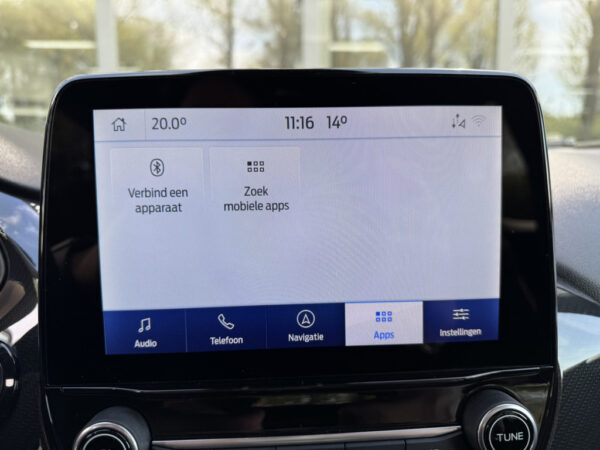 20.0° 11:16 14°
Verbind een
apparaat
Zoek
mobiele apps
Audio
Telefoon
Navigatie
Apps
Instellingen
TUNE